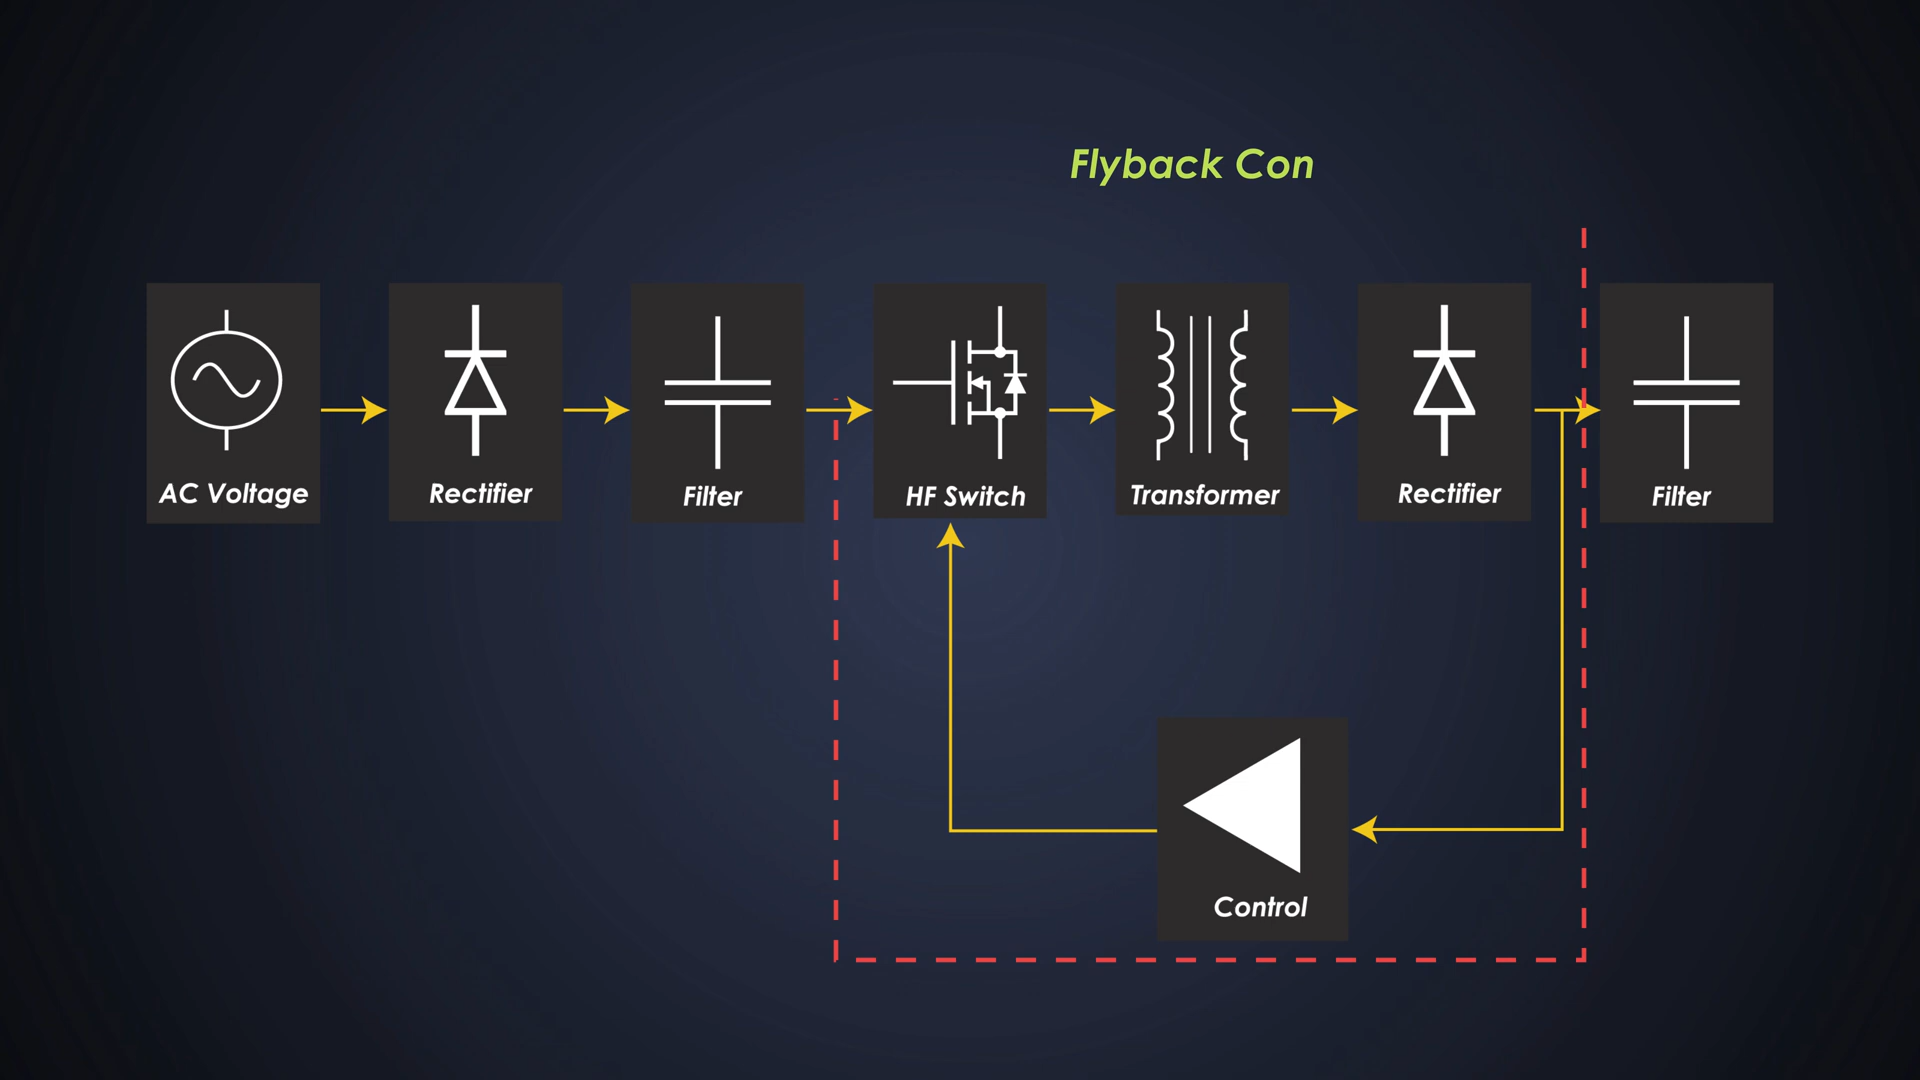 Flyback Con
AC Voltage
Rectifier
Filter
HF Switch
Transformer
Rectifier
Filter
Control